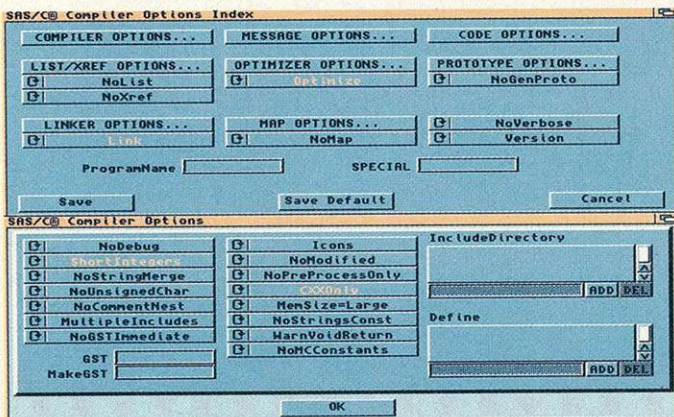 SAS/C® Compiler Options Index
COMPILER OPTIONS... MESSAGE OPTIONS... CODE OPTIONS...
LIST/XREF OPTIONS... OPTIMIZER OPTIONS... PROTOTYPE OPTIONS...
NoList Optimize NoGenProto
NoXref
LINKER OPTIONS... MAP OPTIONS... NoVerbose
Link NoMap Version
ProgramName SPECIAL
Save Save Default Cancel
SAS/C® Compiler Options
NoDebug Icons IncludeDirectory
ShortIntegers NoModified
NoStringMerge NoPreProcessOnly
NoUnsignedChar CXXOnly ADD DEL
NoCommentNest MemSize=Large Define
MultipleIncludes NoStringsConst
NoGSTImmediate WarnVoidReturn
GST NoMCConstants
MakeGST ADD DEL
OK